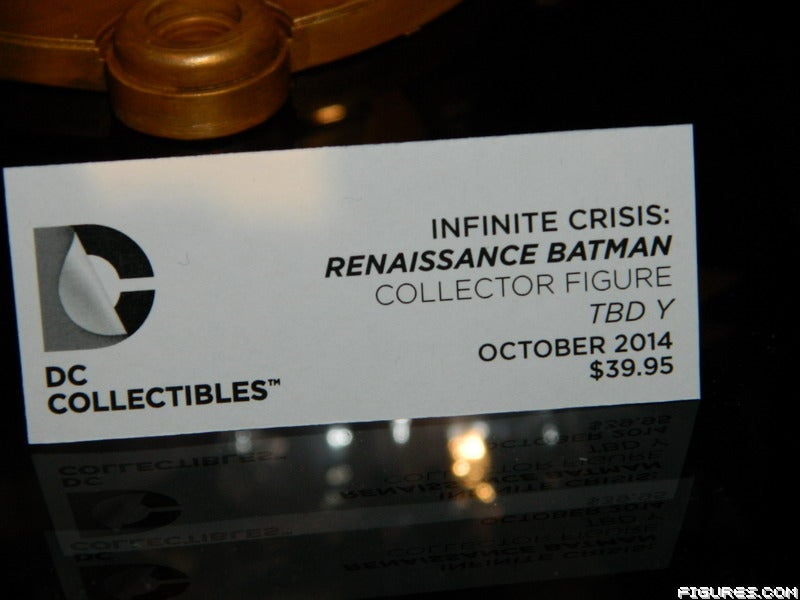 INFINITE CRISIS:
RENAISSANCE BATMAN
COLLECTOR FIGURE
TBD Y
OCTOBER 2014
$39.95
DC
COLLECTIBLES™
FIGURES.COM